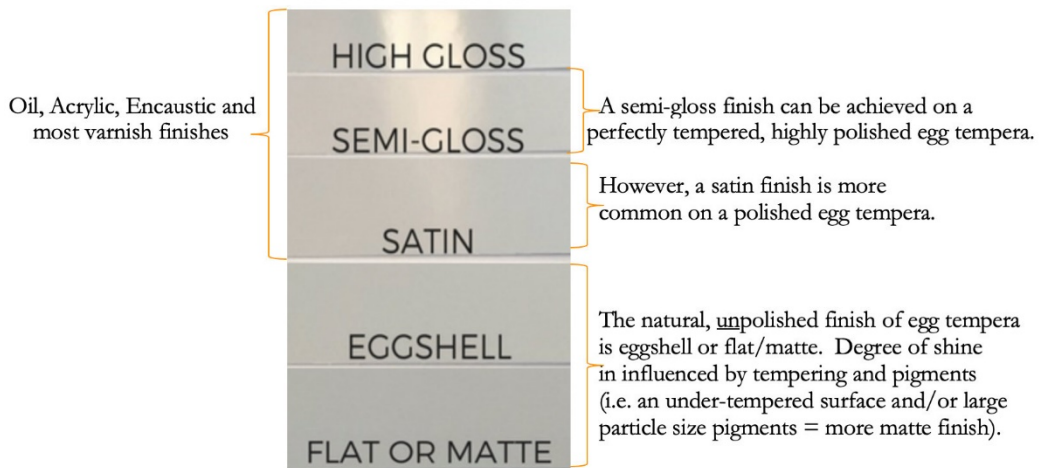 HIGH GLOSS
Oil, Acrylic, Encaustic and
most varnish finishes
SEMI-GLOSS
A semi-gloss finish can be achieved on a
perfectly tempered, highly polished egg tempera.
However, a satin finish is more
common on a polished egg tempera.
SATIN
EGGSHELL
The natural, unpolished finish of egg tempera
is eggshell or flat/matte.  Degree of shine
in influenced by tempering and pigments
(i.e. an under-tempered surface and/or large
particle size pigments = more matte finish).
FLAT OR MATTE